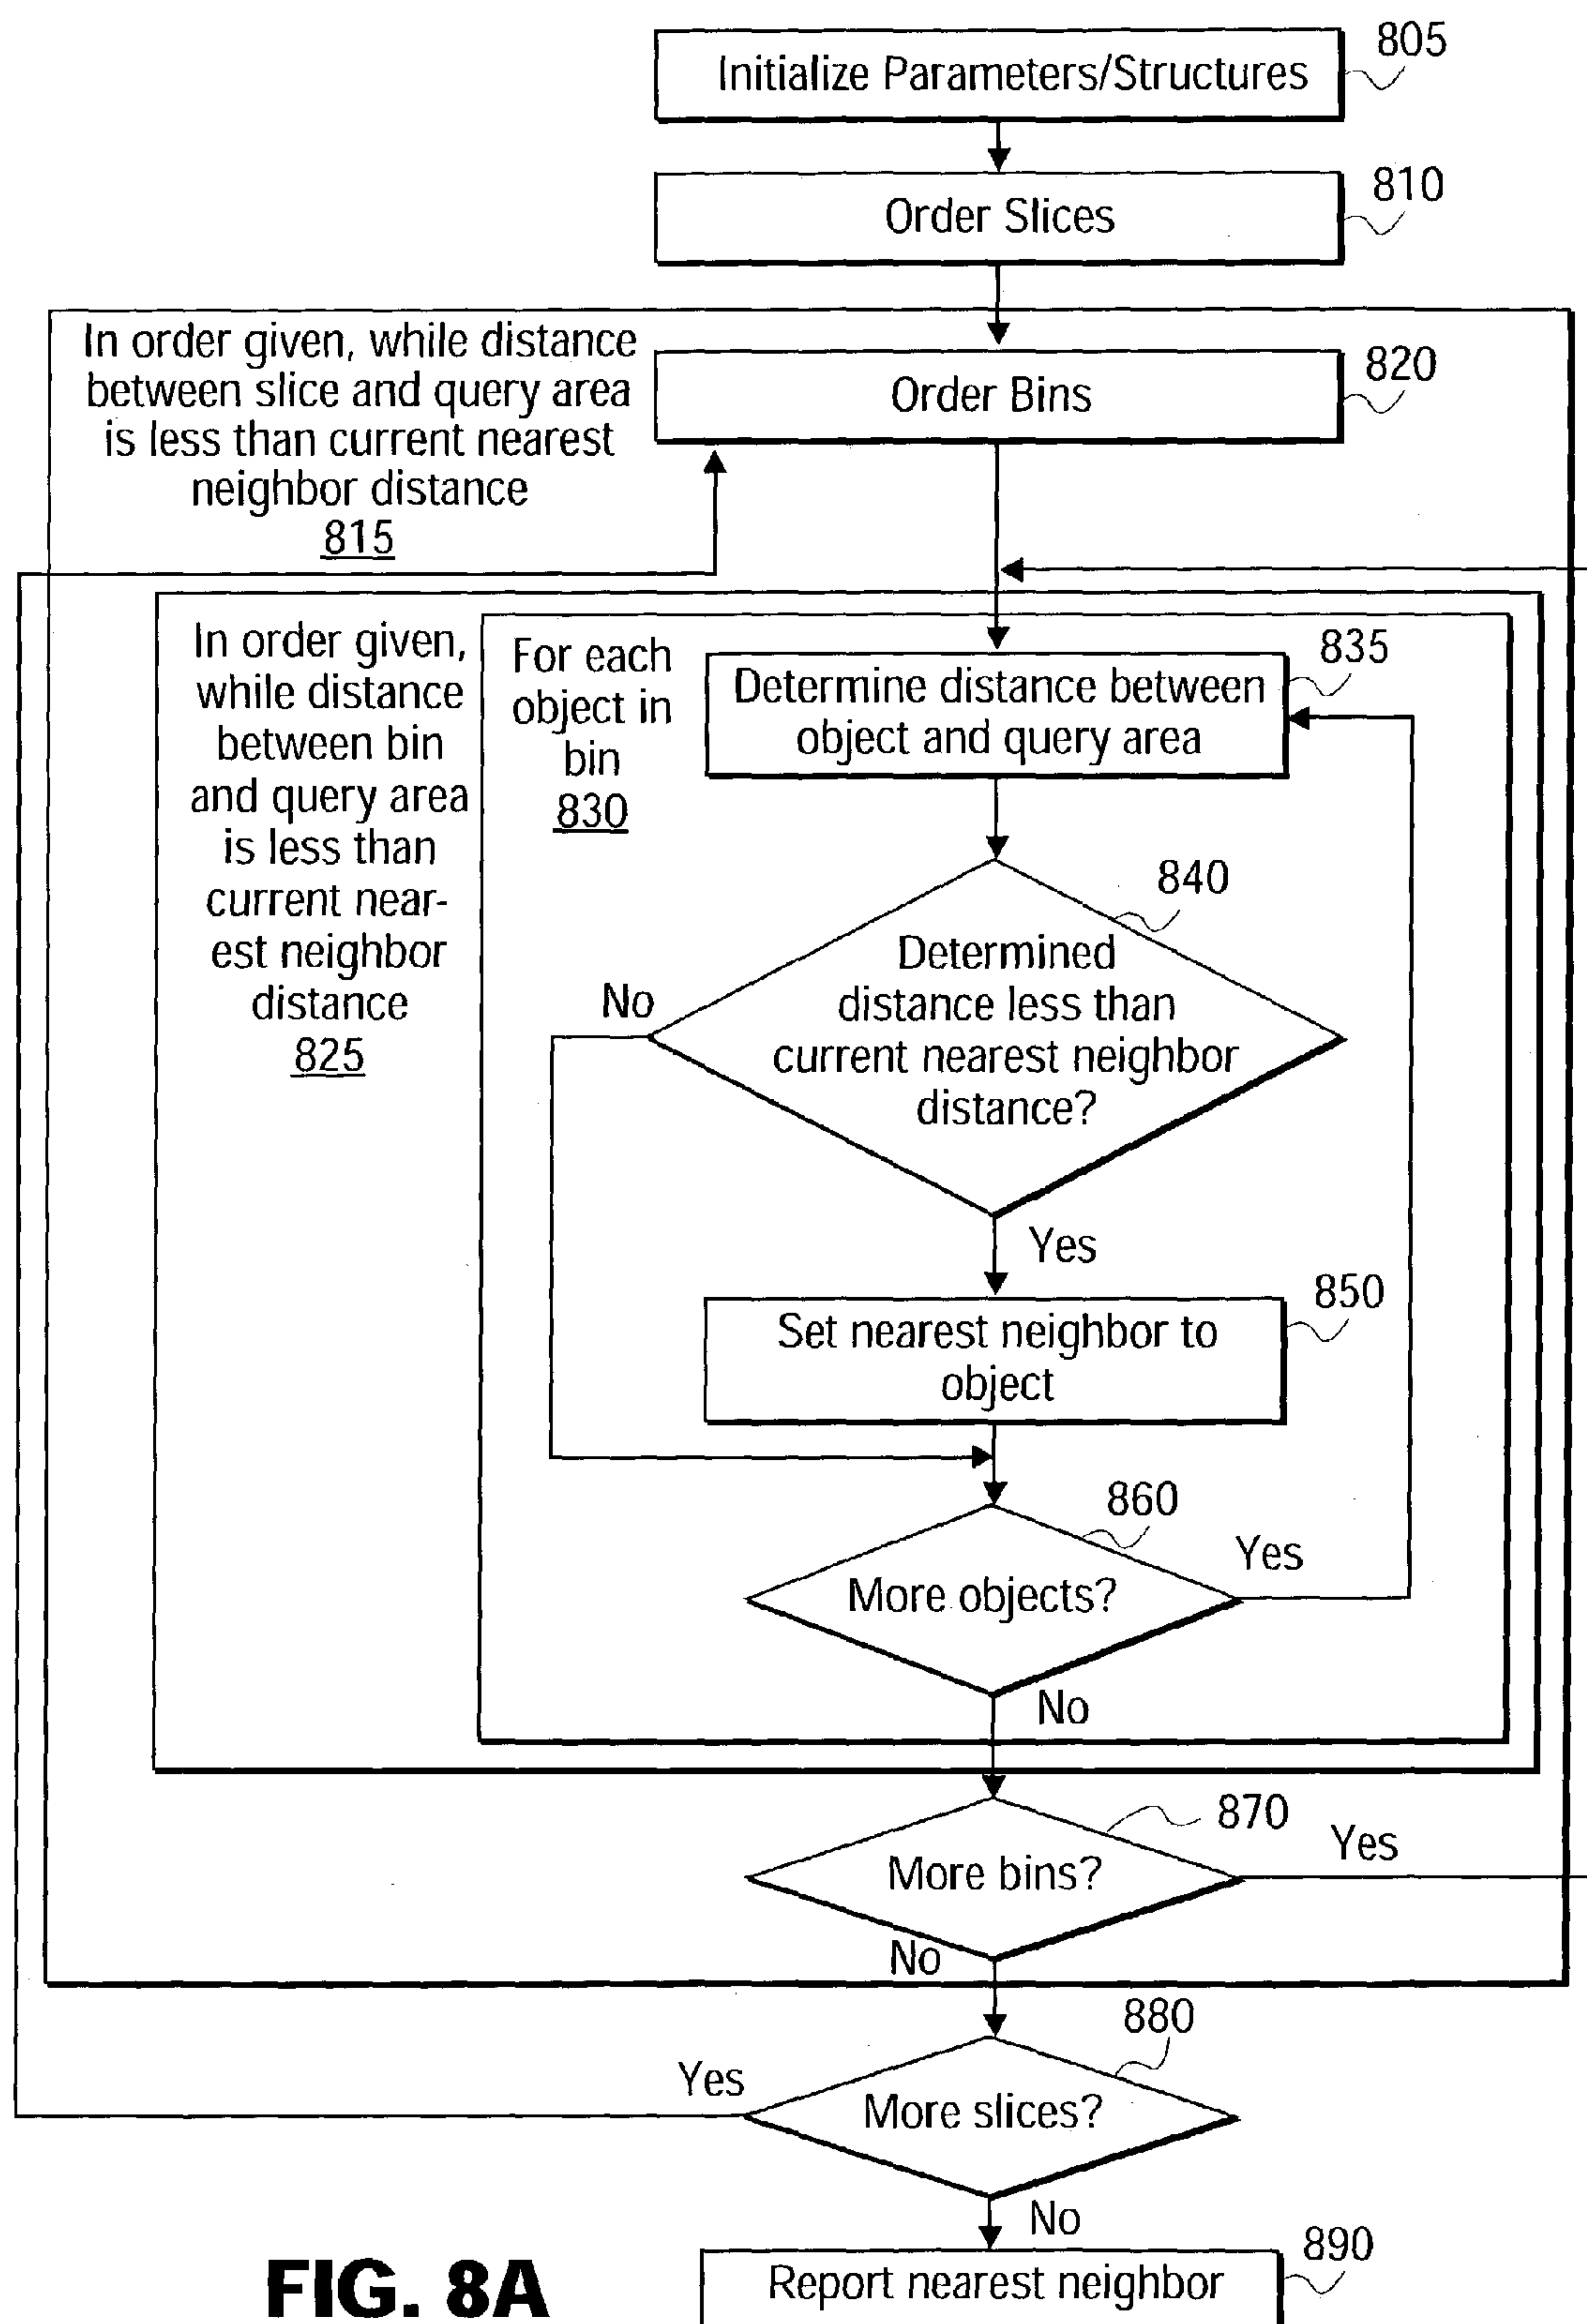 805
Initialize Parameters/Structures
810
Order Slices
In order given, while distance
between slice and query area
is less than current nearest
neighbor distance
815
820
Order Bins
In order given,
while distance
between bin
and query area
is less than
current near-
est neighbor
distance
825
For each
object in
bin
830
835
Determine distance between
object and query area
840
Determined
distance less than
current nearest neighbor
distance?
No
Yes
850
Set nearest neighbor to
object
860
More objects?
Yes
No
870
More bins?
Yes
No
880
More slices?
Yes
No
890
Report nearest neighbor
FIG. 8A